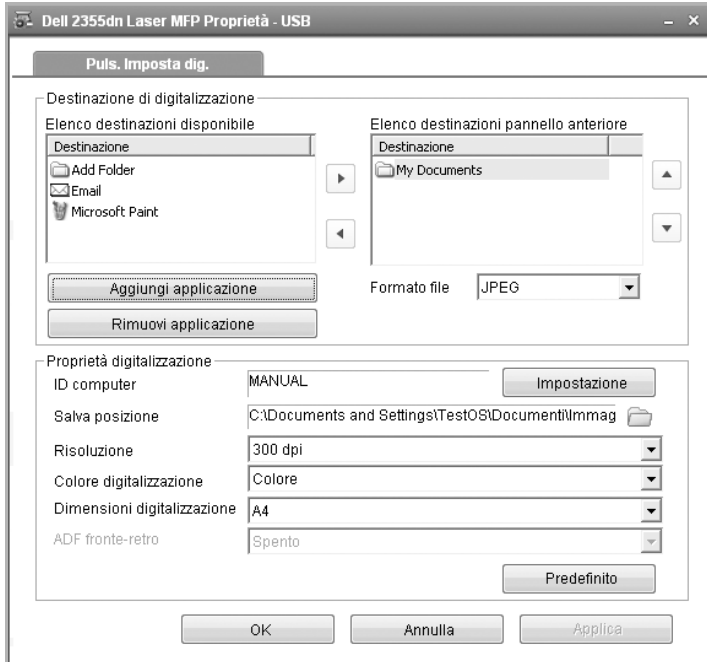 Dell 2355dn Laser MFP Proprietà - USB
Puls. Imposta dig.
Destinazione di digitalizzazione
Elenco destinazioni disponibile
Destinazione
Add Folder
Email
Microsoft Paint
Elenco destinazioni pannello anteriore
Destinazione
My Documents
Aggiungi applicazione
Rimuovi applicazione
Formato file JPEG
Proprietà digitalizzazione
ID computer MANUAL Impostazione
Salva posizione C:\Documents and Settings\TestOS\Documenti\Immag
Risoluzione 300 dpi
Colore digitalizzazione Colore
Dimensioni digitalizzazione A4
ADF fronte-retro Spento
Predefinito
OK Annulla Applica